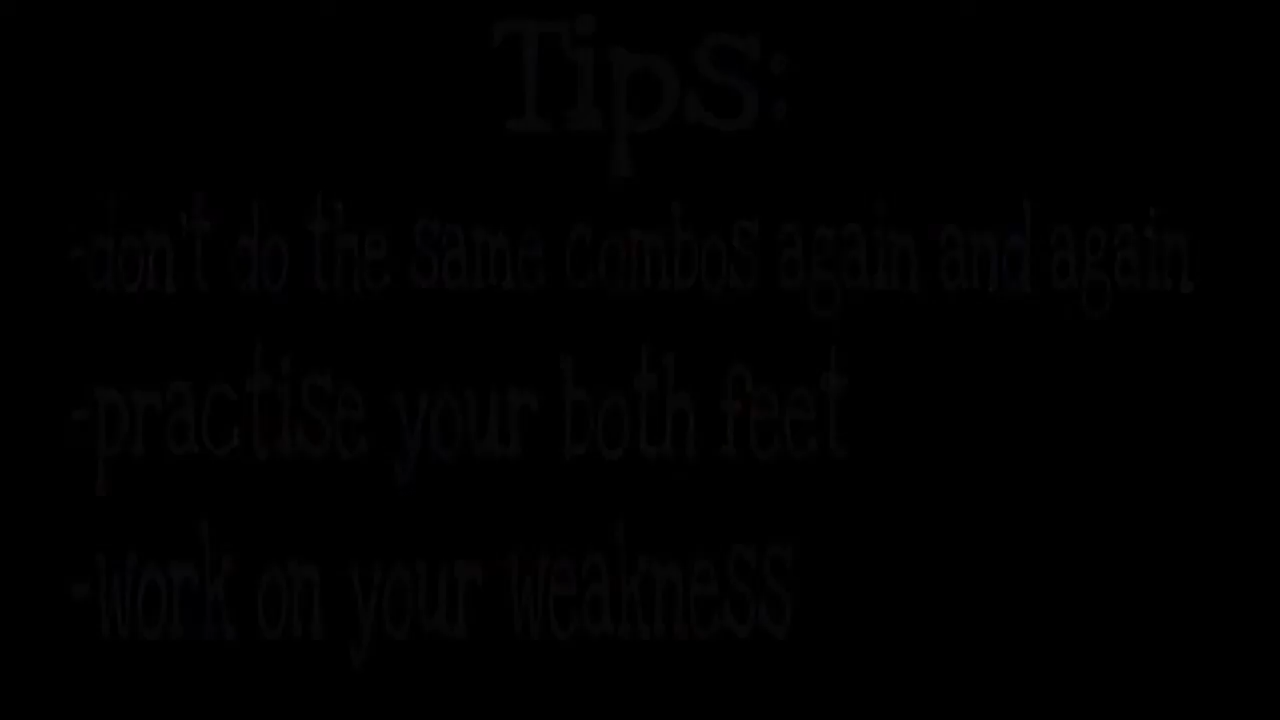 Tips:
-don't do the same combos again and again.
-practise your both feet
-work on your weakness